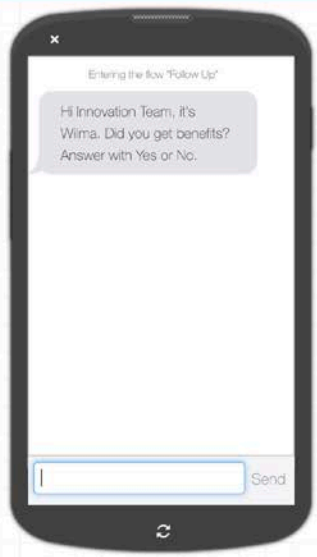 Entering the flow "Follow Up"
Hi Innovation Team, it's
Wilma. Did you get benefits?
Answer with Yes or No.
Send